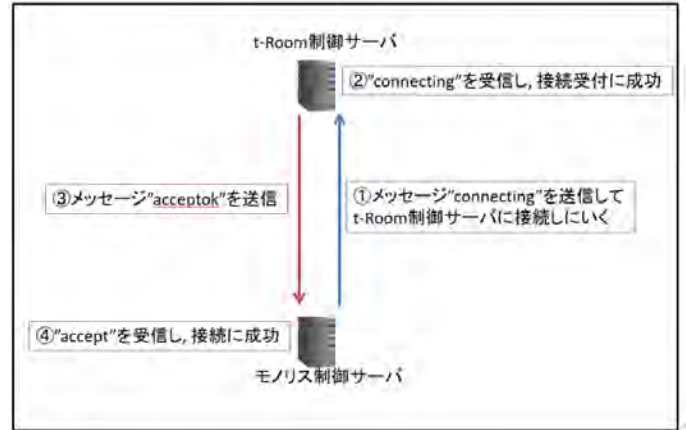 t-Room制御サーバ
②"connecting"を受信し, 接続受付に成功
③メッセージ"acceptok"を送信
①メッセージ"connecting"を送信して
t-Room制御サーバに接続しにいく
④"accept"を受信し, 接続に成功
モノリス制御サーバ